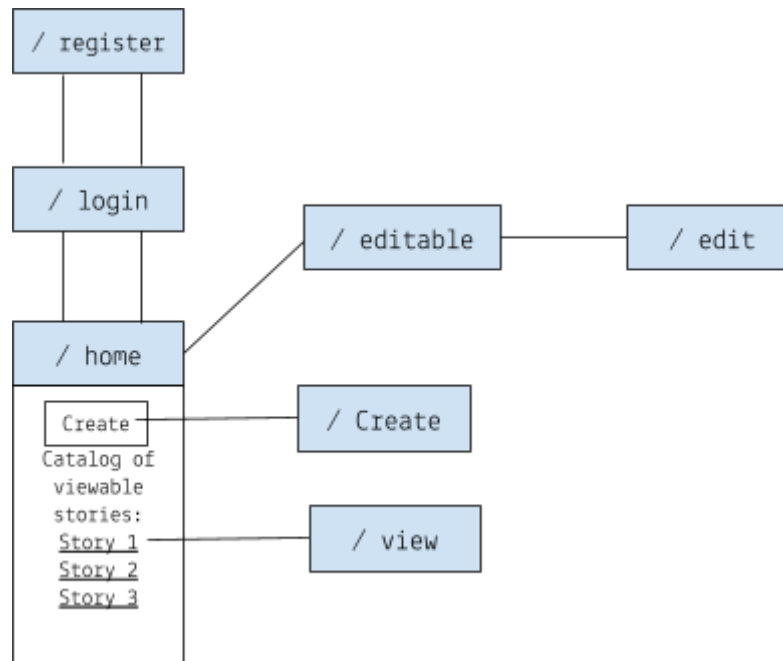 / register
/ login
/ editable
/ edit
/ home
Create
/ Create
Catalog of
viewable
stories:
Story 1
/ view
Story 2
Story 3